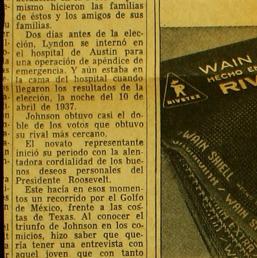 mismo hicieron las familias
de éstos y los amigos de sus
familias.
Dos días antes de la elec-
ción, Lyndon se internó en
el hospital de Austin para
una operación de apéndice de
emergencia. Y aún estaba en
la cama del hospital cuando
llegaron los resultados de la
elección, la noche del 10 de
abril de 1937.
Johnson obtuvo casi el do-
ble de los votos que obtuvo
su rival más cercano.
El novato representante
inició su período con la alen-
tadora cordialidad de los bue-
nos deseos personales del
Presidente Roosevelt.
Este hacía en esos momen-
tos un recorrido por el Golfo
de México, frente a las cos-
tas de Texas. Al conocer el
triunfo de Johnson en los co-
micios, hizo saber que que-
ría tener una entrevista con
aquel joven que con tanto
WAIN
HECHO E
RIV
R
RIVETEX
WAIN SHELL
WAIN